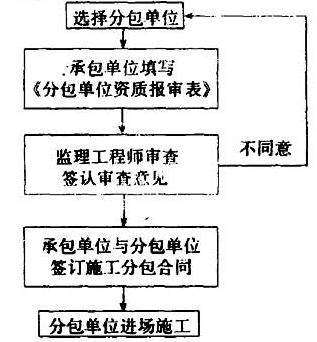 选择分包单位
承包单位填写
《分包单位资质报审表》
监理工程师审查
签认审查意见
不同意
承包单位与分包单位
签订施工分包合同
分包单位进场施工